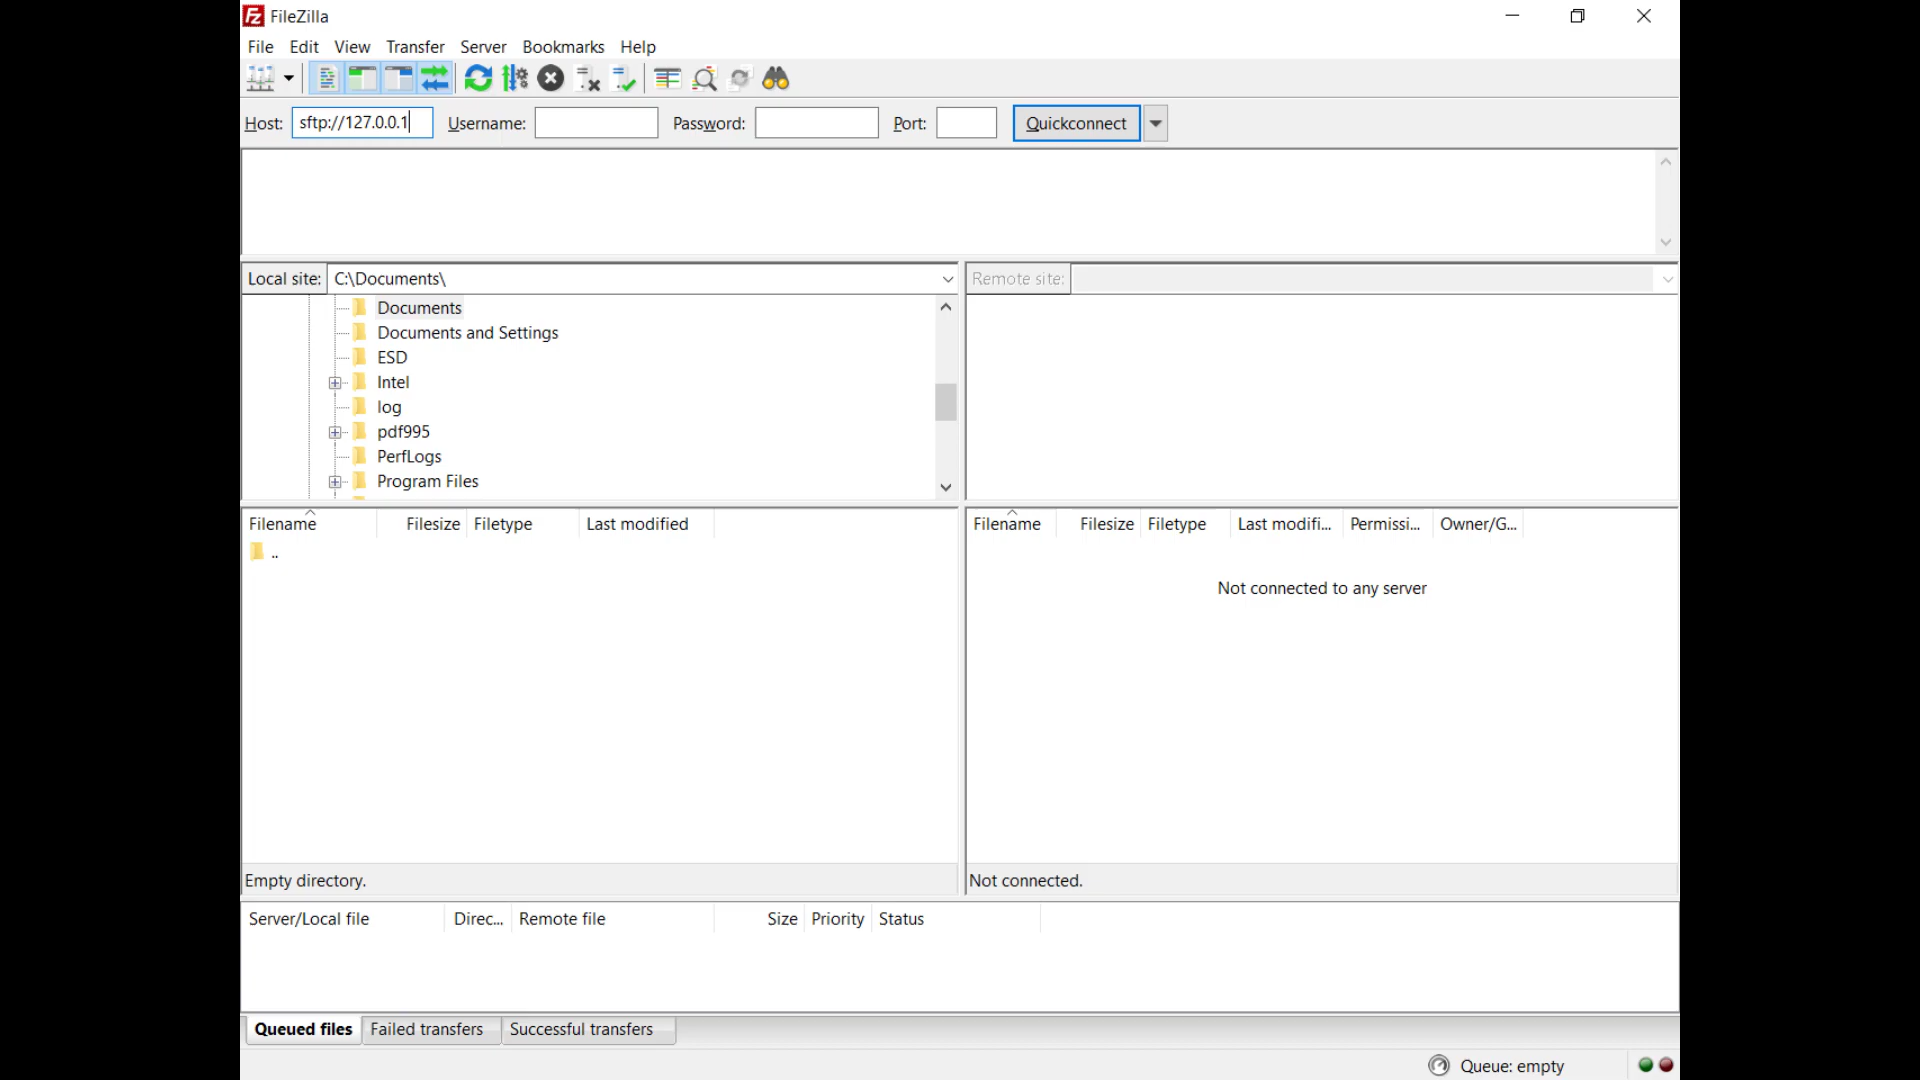 FileZilla
File Edit View Transfer Server Bookmarks Help
Host: sftp://127.0.0.1 Username: Password: Port: Quickconnect
Local site: C:\Documents\
Remote site:
Documents
Documents and Settings
ESD
Intel
log
pdf995
PerfLogs
Program Files
Filename Filesize Filetype Last modified
..
Empty directory.
Filename Filesize Filetype Last modifi... Permissi... Owner/G...
Not connected to any server
Not connected.
Server/Local file Direc... Remote file Size Priority Status
Queued files Failed transfers Successful transfers
Queue: empty